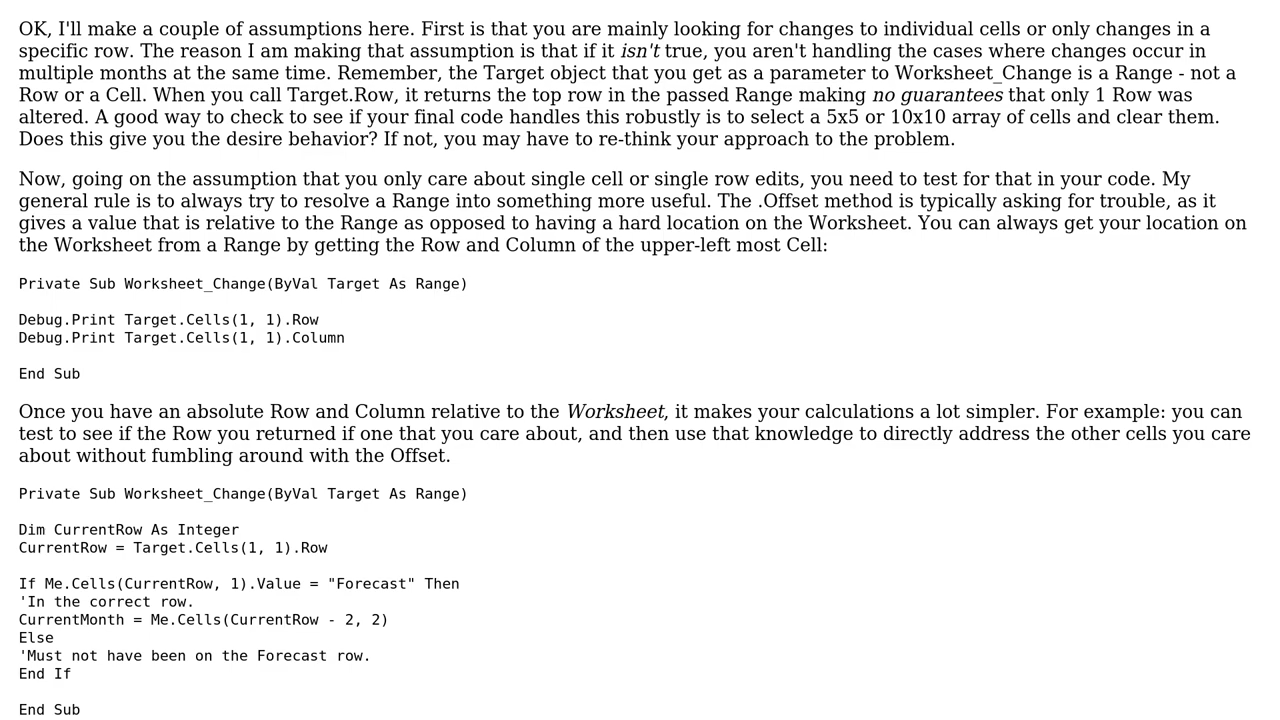 OK, I'll make a couple of assumptions here. First is that you are mainly looking for changes to individual cells or only changes in a
specific row. The reason I am making that assumption is that if it isn't true, you aren't handling the cases where changes occur in
multiple months at the same time. Remember, the Target object that you get as a parameter to Worksheet_Change is a Range - not a
Row or a Cell. When you call Target.Row, it returns the top row in the passed Range making no guarantees that only 1 Row was
altered. A good way to check to see if your final code handles this robustly is to select a 5x5 or 10x10 array of cells and clear them.
Does this give you the desire behavior? If not, you may have to re-think your approach to the problem.
Now, going on the assumption that you only care about single cell or single row edits, you need to test for that in your code. My
general rule is to always try to resolve a Range into something more useful. The .Offset method is typically asking for trouble, as it
gives a value that is relative to the Range as opposed to having a hard location on the Worksheet. You can always get your location on
the Worksheet from a Range by getting the Row and Column of the upper-left most Cell:
Private Sub Worksheet_Change(ByVal Target As Range)
Debug.Print Target.Cells(1, 1).Row
Debug.Print Target.Cells(1, 1).Column
End Sub
Once you have an absolute Row and Column relative to the Worksheet, it makes your calculations a lot simpler. For example: you can
test to see if the Row you returned if one that you care about, and then use that knowledge to directly address the other cells you care
about without fumbling around with the Offset.
Private Sub Worksheet_Change(ByVal Target As Range)
Dim CurrentRow As Integer
CurrentRow = Target.Cells(1, 1).Row
If Me.Cells(CurrentRow, 1).Value = "Forecast" Then
'In the correct row.
CurrentMonth = Me.Cells(CurrentRow - 2, 2)
Else
'Must not have been on the Forecast row.
End If
End Sub